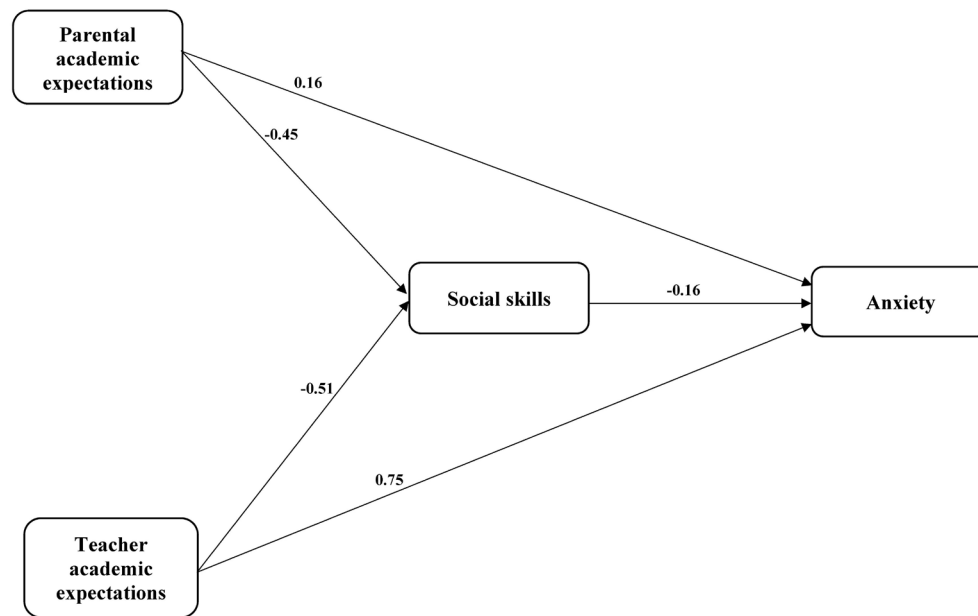 Parental
academic
expectations
0.16
-0.45
Social skills
-0.16
Anxiety
-0.51
0.75
Teacher
academic
expectations